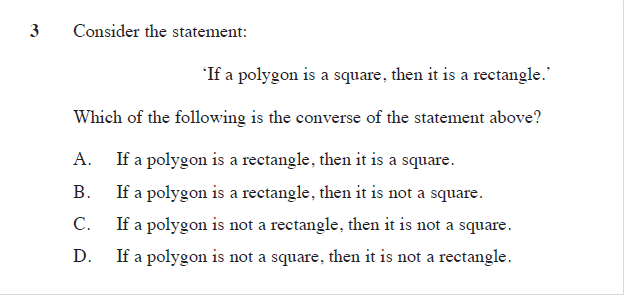 3 Consider the statement:
‘If a polygon is a square, then it is a rectangle.’
Which of the following is the converse of the statement above?
A. If a polygon is a rectangle, then it is a square.
B. If a polygon is a rectangle, then it is not a square.
C. If a polygon is not a rectangle, then it is not a square.
D. If a polygon is not a square, then it is not a rectangle.